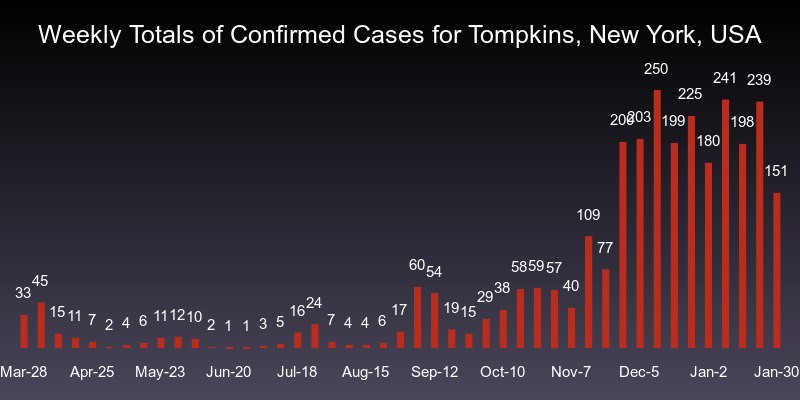 Weekly Totals of Confirmed Cases for Tompkins, New York, USA
33 45 15 11 7 2 4 6 11 12 10 2 1 1 3 5 16 24 7 4 4 6 17 60 54 19 15 29 38 58 59 57 40 109 77 200 203 250 199 225 180 241 198 239 151
Mar-28 Apr-25 May-23 Jun-20 Jul-18 Aug-15 Sep-12 Oct-10 Nov-7 Dec-5 Jan-2 Jan-30